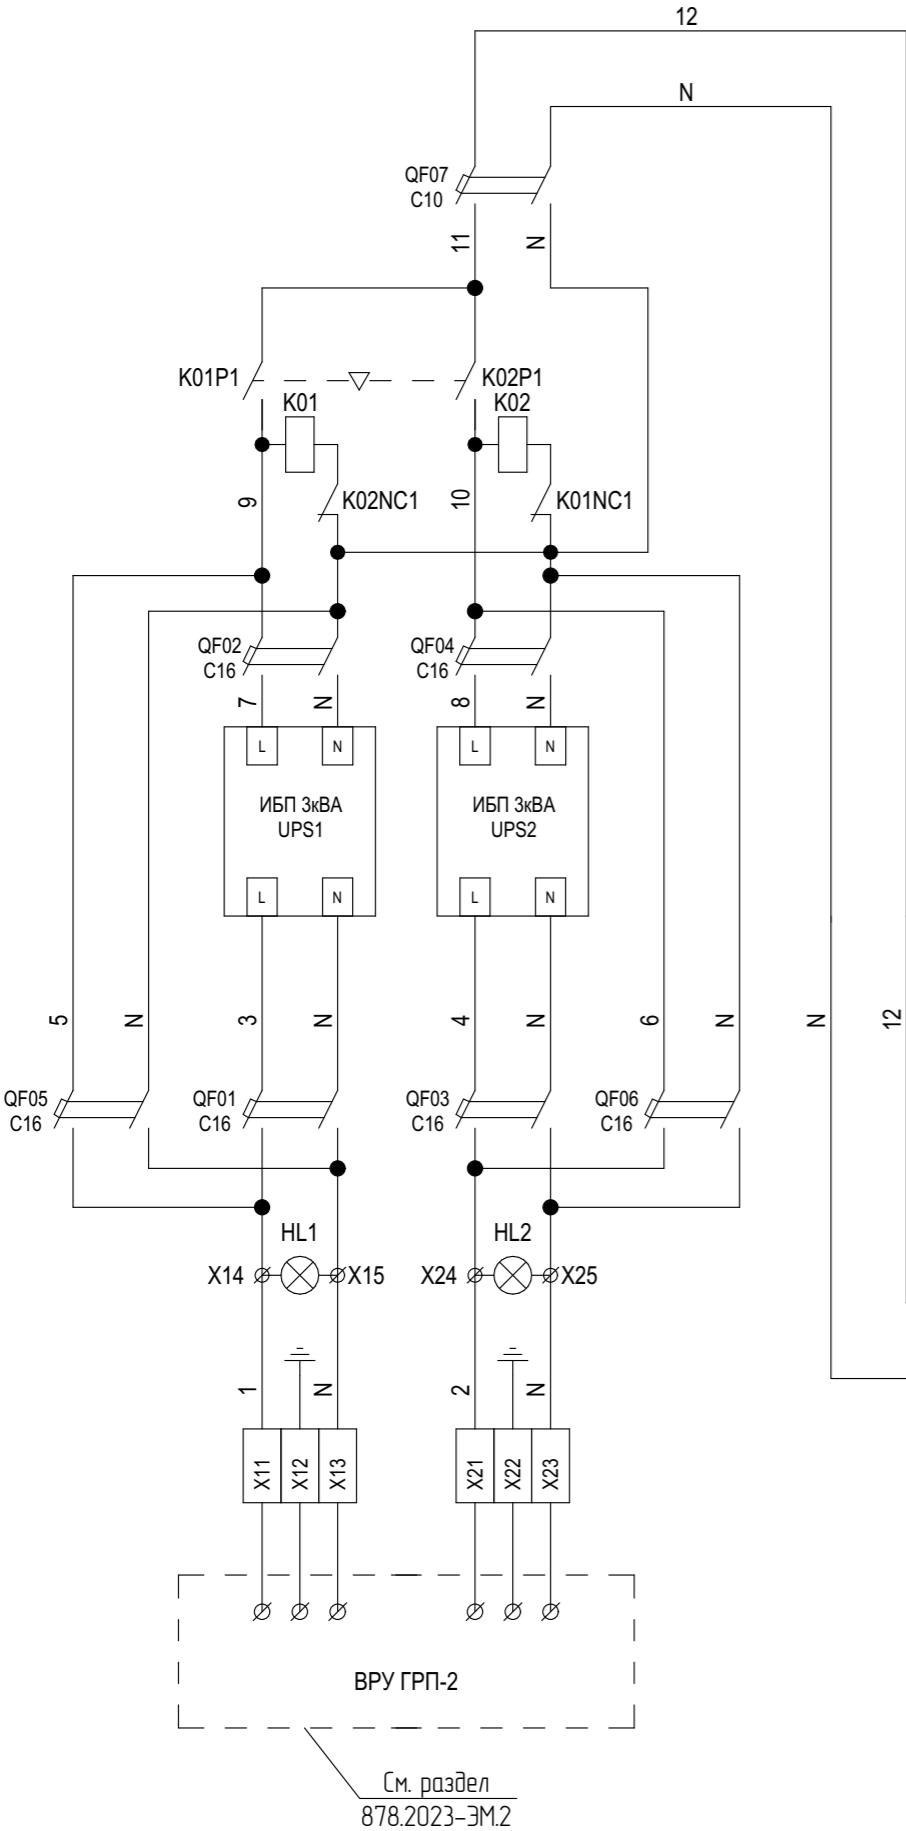 12
N
QF07
C10
11
N
K01P1
K02P1
K01
K02
9
K02NC1
10
K01NC1
QF02
C16
QF04
C16
7
N
8
N
L
N
L
N
ИБП 3кВА
UPS1
ИБП 3кВА
UPS2
L
N
L
N
5
N
3
N
4
N
6
N
N
12
QF05
C16
QF01
C16
QF03
C16
QF06
C16
HL1
HL2
X14
X15
X24
X25
1
N
2
N
X11
X12
X13
X21
X22
X23
ВРУ ГРП-2
См. раздел
878.2023-ЭМ.2